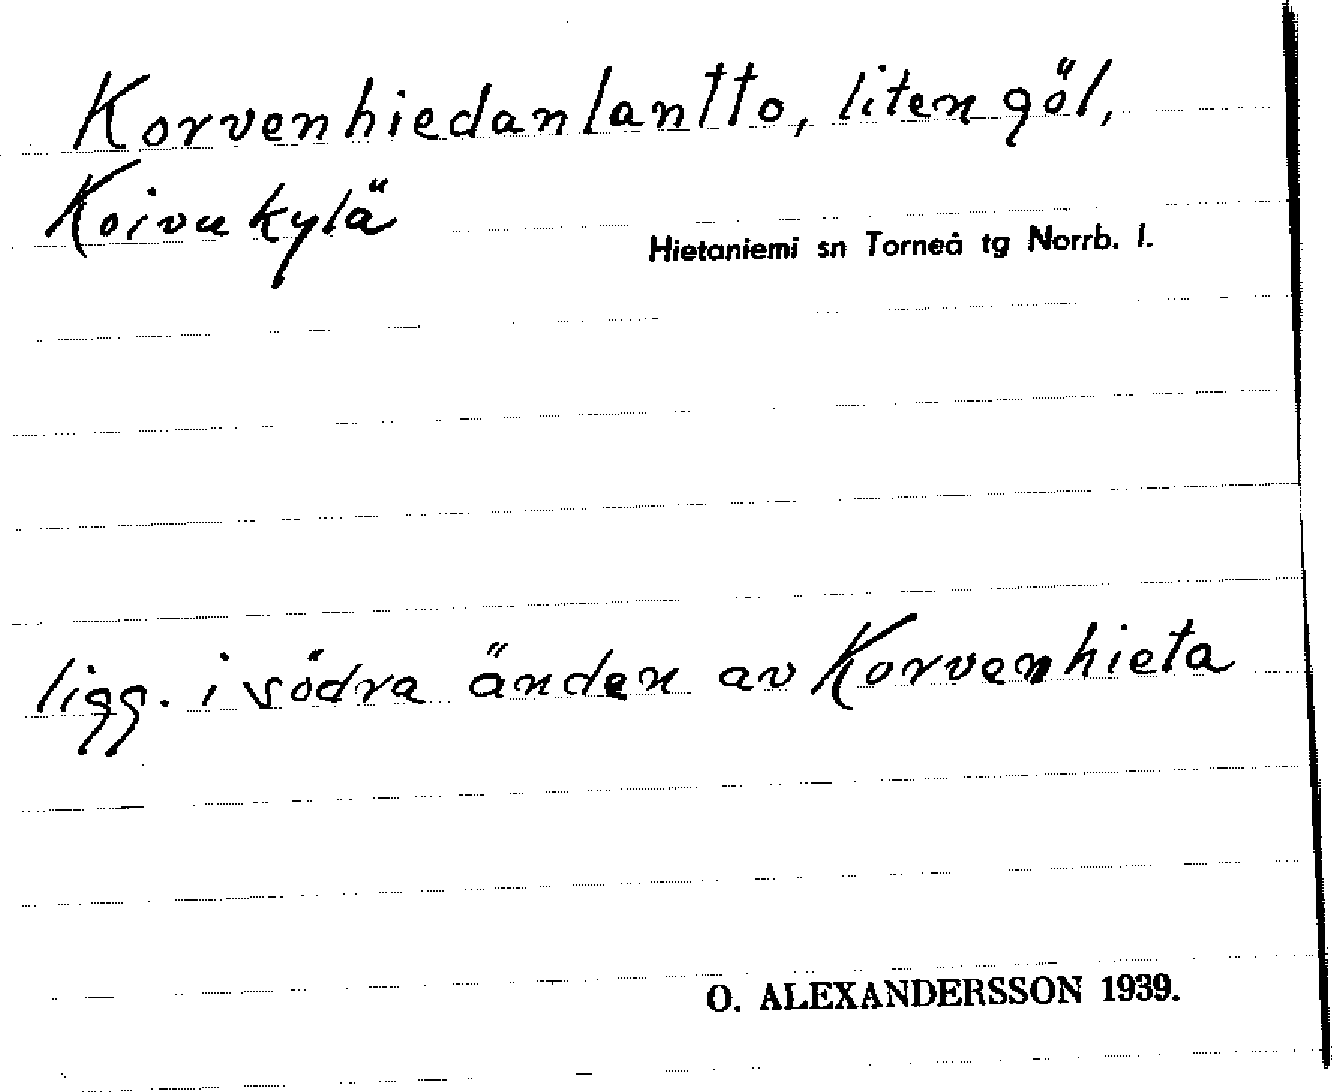 Korvenhiedanlantto, liten göl,
Koivukylä
Hietaniemi sn Torneå tg Norrb. l.
ligg. i södra änden av Korvenhieta
O. ALEXANDERSSON 1939.